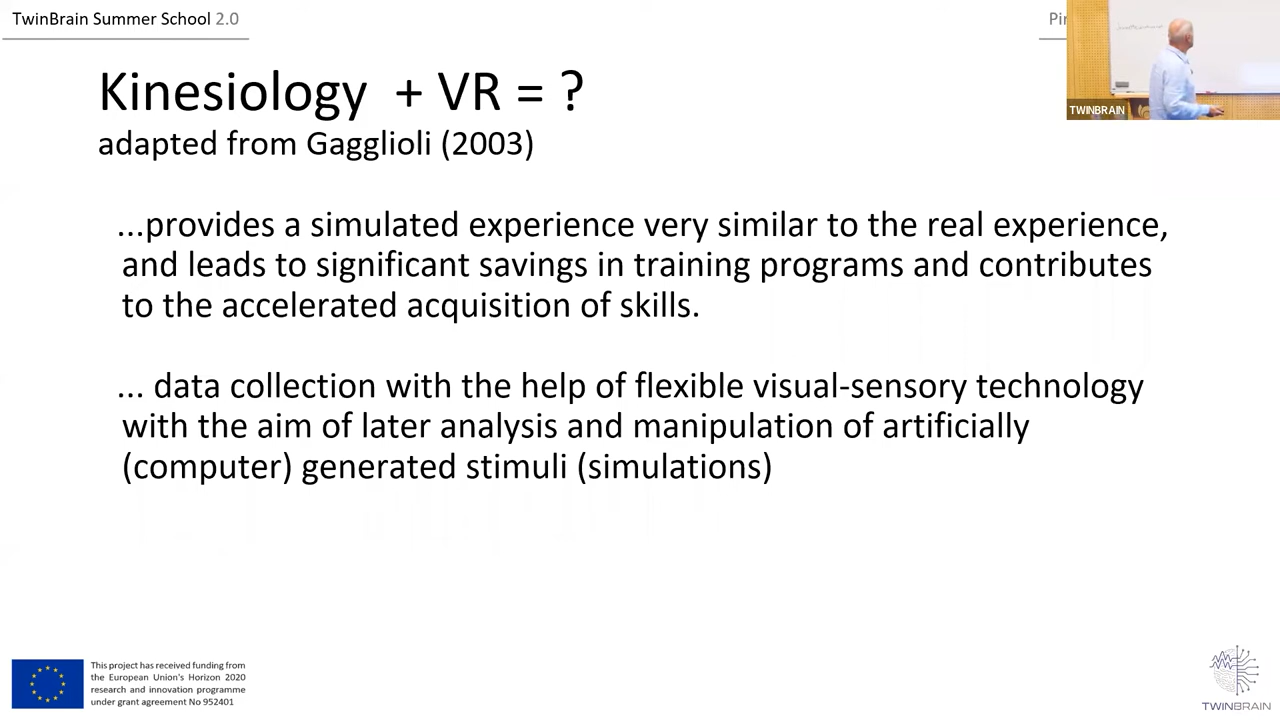 TwinBrain Summer School 2.0
Kinesiology + VR = ?
adapted from Gagglioli (2003)
...provides a simulated experience very similar to the real experience,
and leads to significant savings in training programs and contributes
to the accelerated acquisition of skills.
... data collection with the help of flexible visual-sensory technology
with the aim of later analysis and manipulation of artificially
(computer) generated stimuli (simulations)
TWINBRAIN
This project has received funding from
the European Union's Horizon 2020
research and innovation programme
under grant agreement No 952401
TWINBRAIN